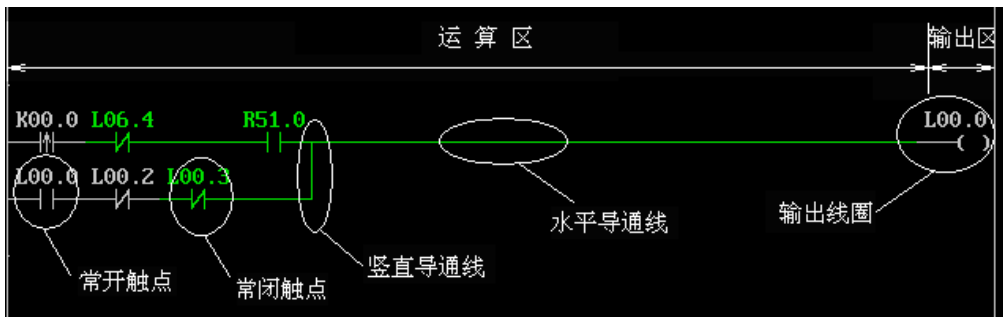 运 算 区
输出区
K00.0 L06.4 R51.0 L00.0
L00.0 L00.2 L00.3
水平导通线
输出线圈
竖直导通线
常开触点
常闭触点